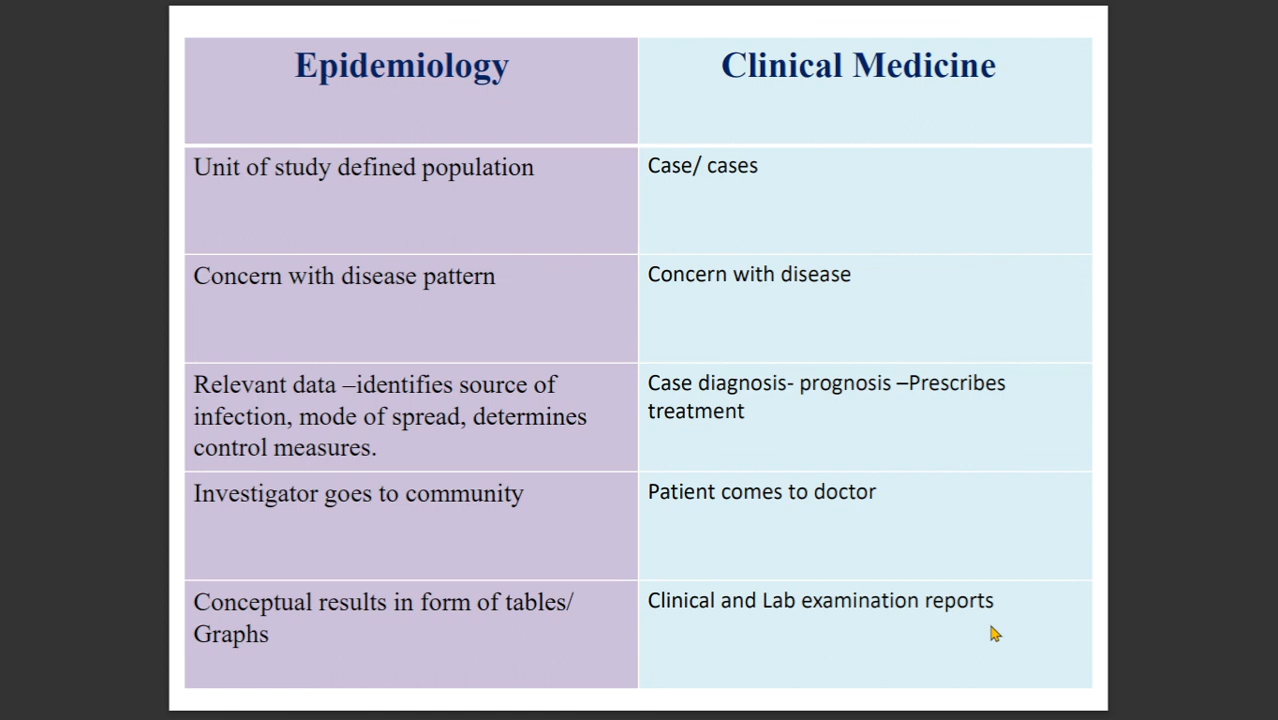 Epidemiology
Clinical Medicine
Unit of study defined population
Case/ cases
Concern with disease pattern
Concern with disease
Relevant data –identifies source of
infection, mode of spread, determines
control measures.
Case diagnosis- prognosis –Prescribes
treatment
Investigator goes to community
Patient comes to doctor
Conceptual results in form of tables/
Graphs
Clinical and Lab examination reports